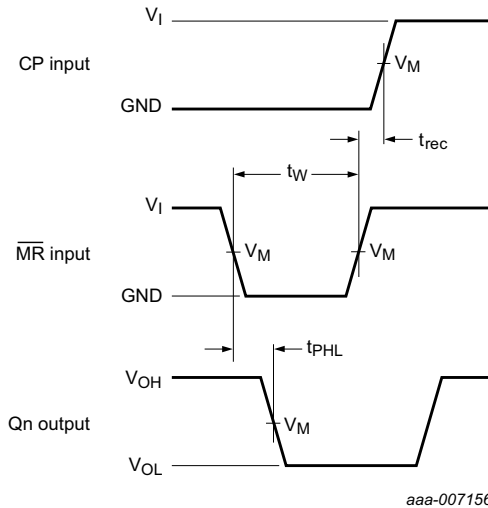 V_I
CP input
V_M
GND
t_rec
t_W
V_I
M̅R̅ input
V_M
V_M
GND
t_PHL
V_OH
Qn output
V_M
V_OL
aaa-007156